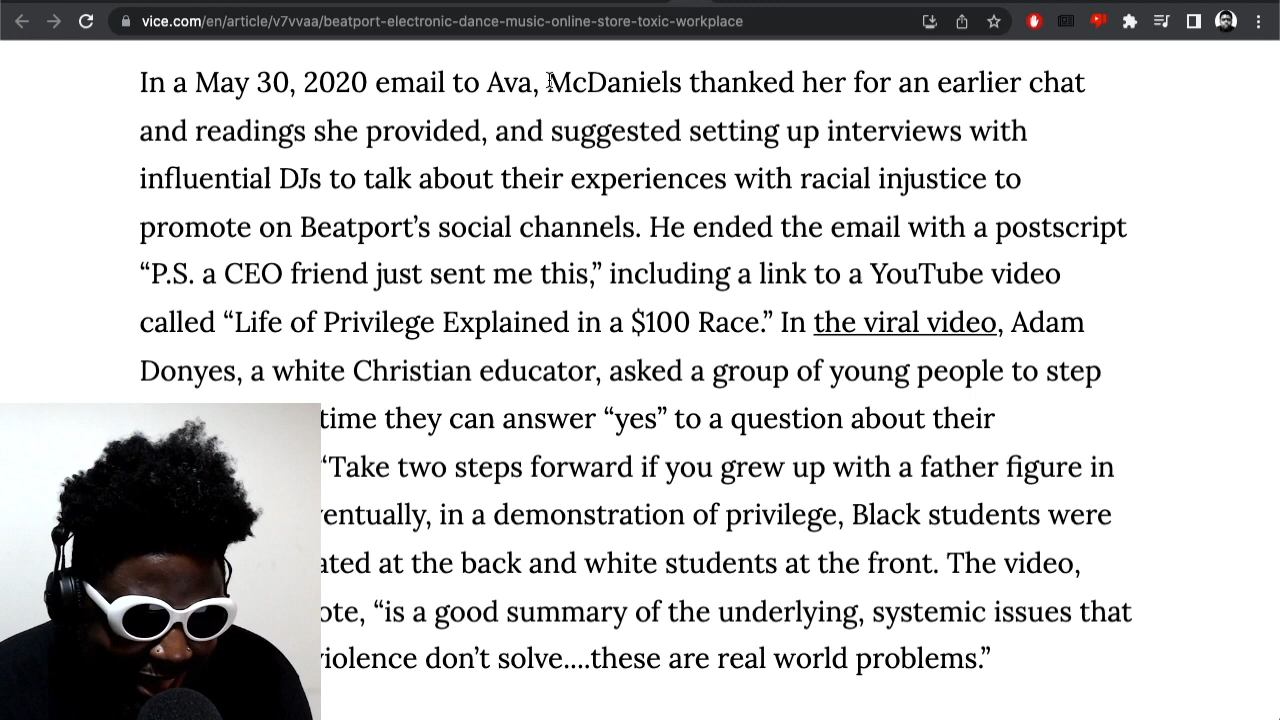 vice.com/en/article/v7vvaa/beatport-electronic-dance-music-online-store-toxic-workplace
In a May 30, 2020 email to Ava, McDaniels thanked her for an earlier chat
and readings she provided, and suggested setting up interviews with
influential DJs to talk about their experiences with racial injustice to
promote on Beatport’s social channels. He ended the email with a postscript
“P.S. a CEO friend just sent me this,” including a link to a YouTube video
called “Life of Privilege Explained in a $100 Race.” In the viral video, Adam
Donyes, a white Christian educator, asked a group of young people to step
time they can answer “yes” to a question about their
“Take two steps forward if you grew up with a father figure in
in a demonstration of privilege, Black students were
at the back and white students at the front. The video,
“is a good summary of the underlying, systemic issues that
don’t solve....these are real world problems.”